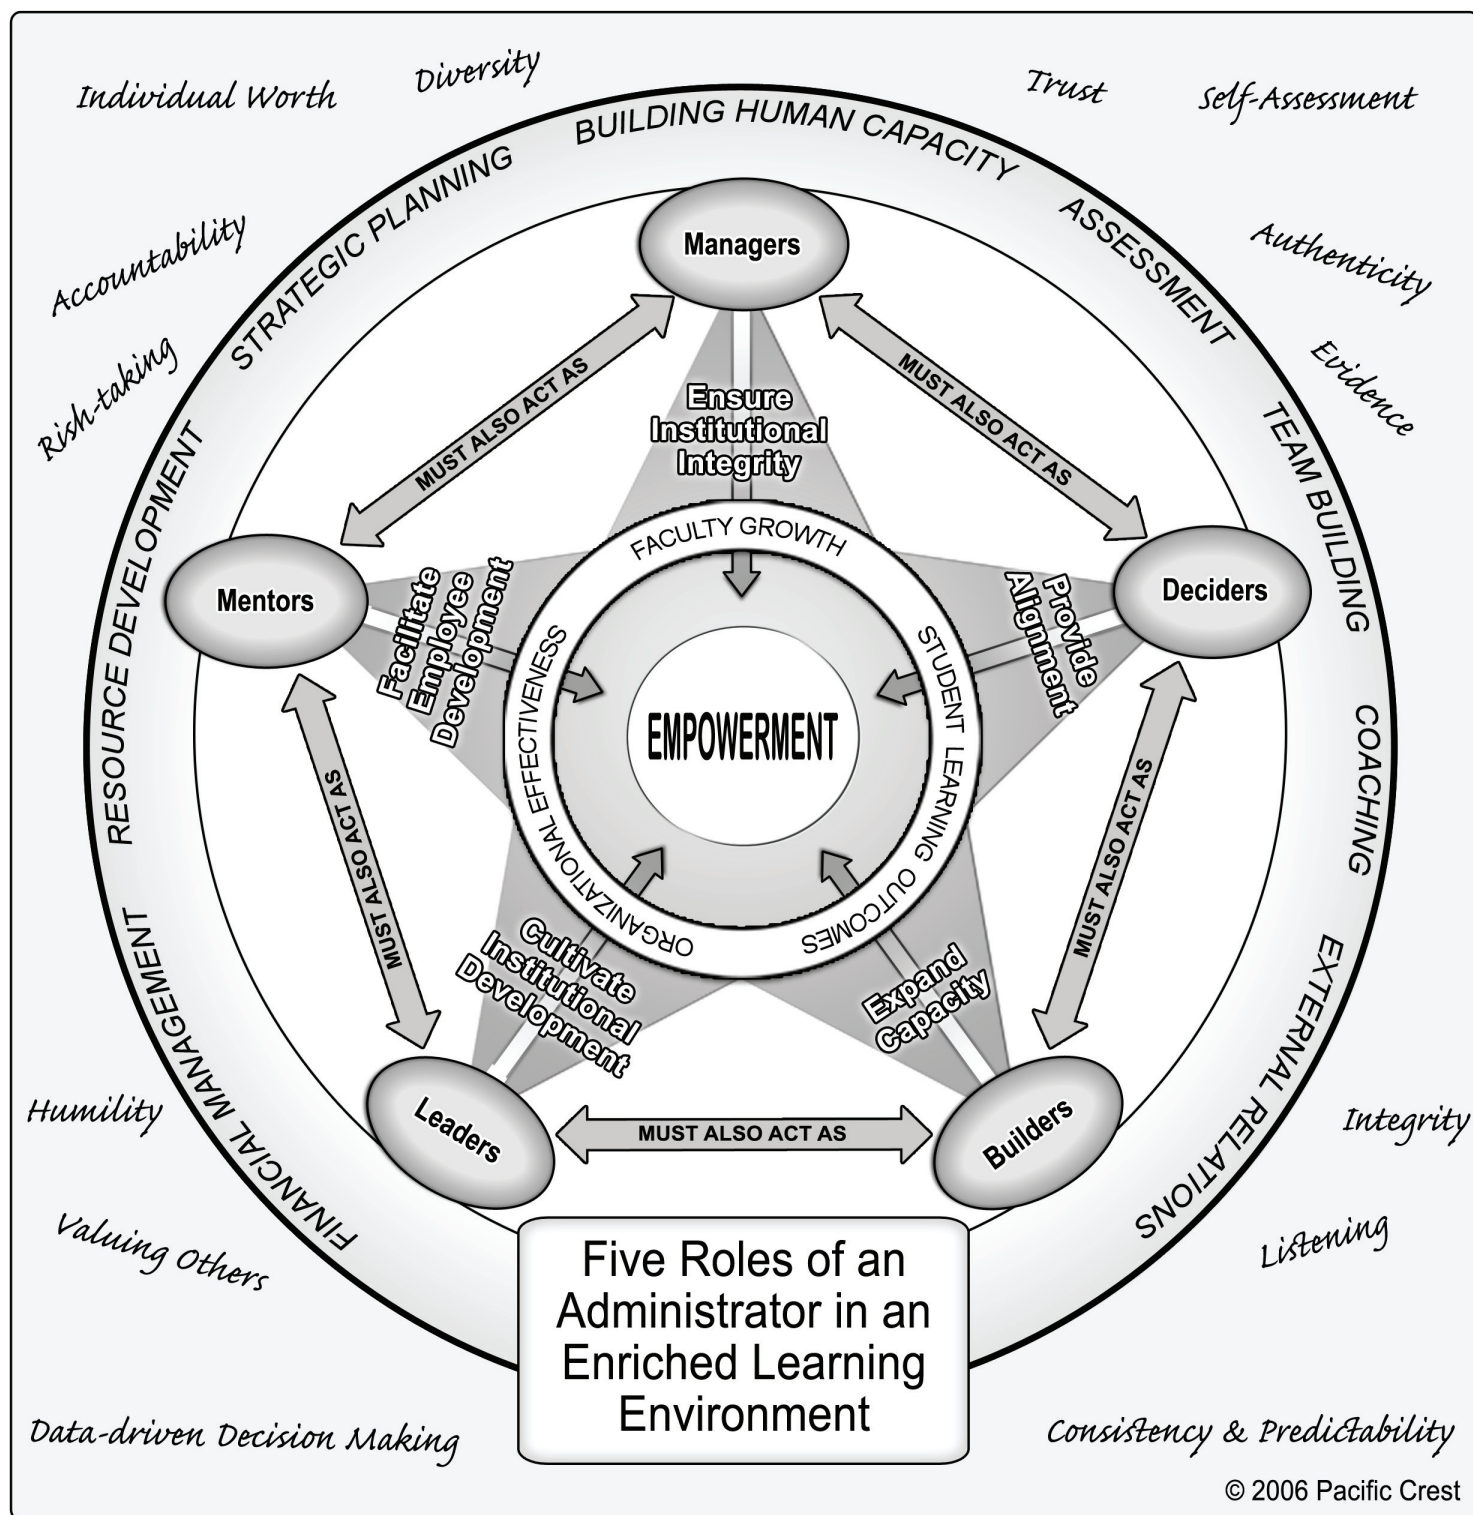 Individual Worth
Diversity
Trust
Self-Assessment
Accountability
Rish-taking
Authenticity
Evidence
STRATEGIC PLANNING
BUILDING HUMAN CAPACITY
ASSESSMENT
TEAM BUILDING
COACHING
EXTERNAL RELATIONS
RESOURCE DEVELOPMENT
FINANCIAL MANAGEMENT
Managers
MUST ALSO ACT AS
MUST ALSO ACT AS
Ensure
Institutional
Integrity
Mentors
Deciders
Facilitate
Employee
Development
Provide
Alignment
FACULTY GROWTH
STUDENT LEARNING OUTCOMES
ORGANIZATIONAL EFFECTIVENESS
EMPOWERMENT
MUST ALSO ACT AS
MUST ALSO ACT AS
Cultivate
Institutional
Development
Expand
Capacity
Leaders
MUST ALSO ACT AS
Builders
Humility
Valuing Others
Integrity
Listening
Five Roles of an
Administrator in an
Enriched Learning
Environment
Data-driven Decision Making
Consistency & Predictability
© 2006 Pacific Crest